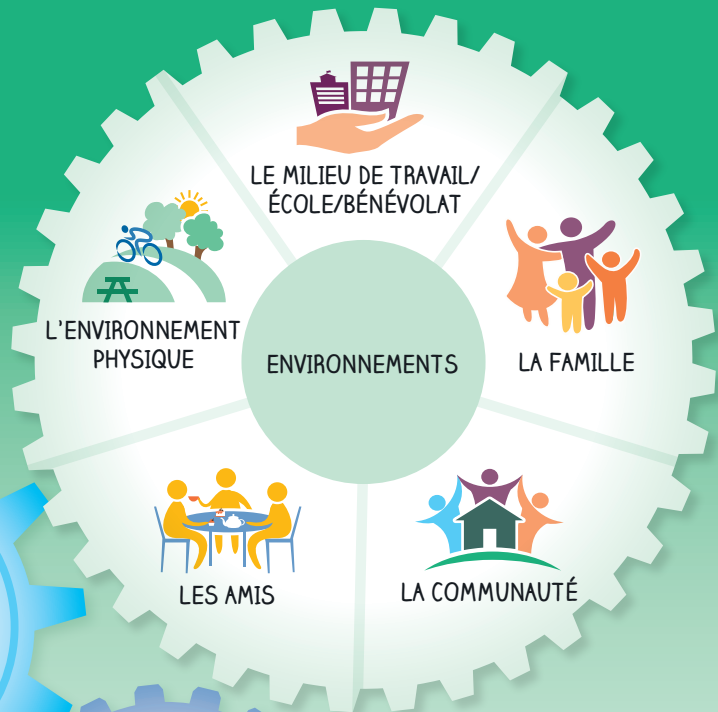 LE MILIEU DE TRAVAIL/
ÉCOLE/BÉNÉVOLAT
L'ENVIRONNEMENT
PHYSIQUE
ENVIRONNEMENTS
LA FAMILLE
LES AMIS
LA COMMUNAUTÉ